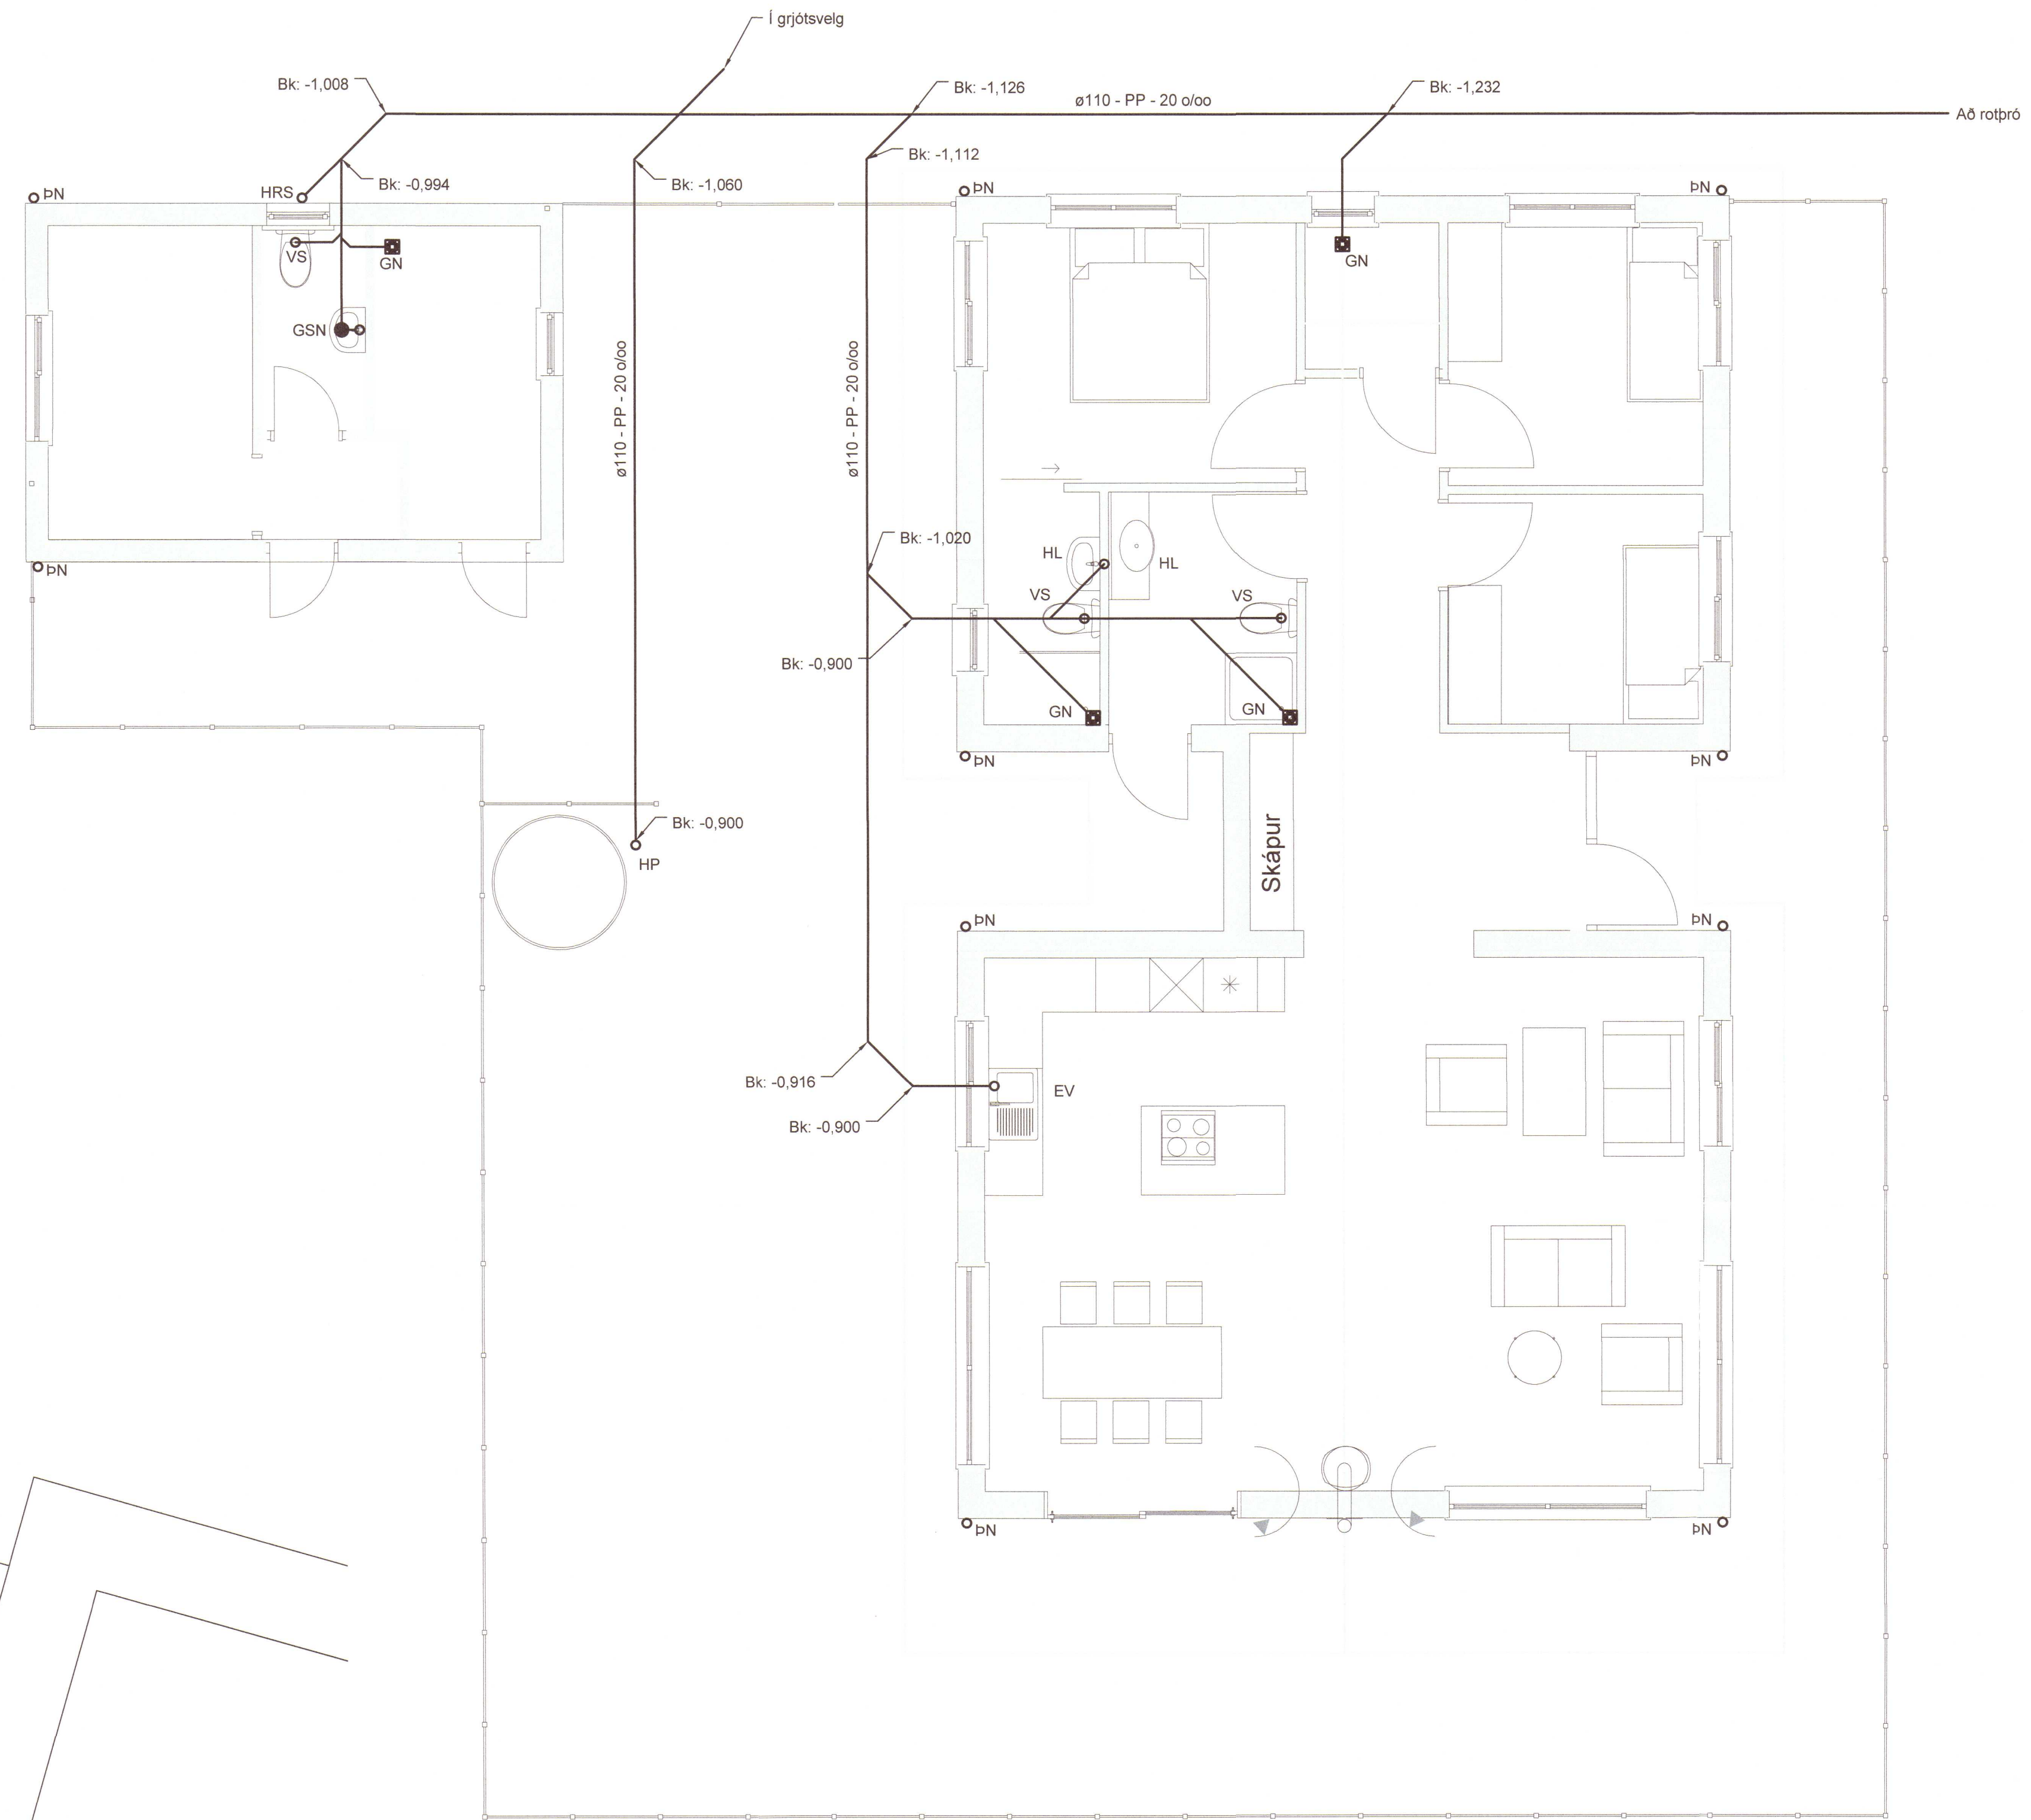 Í grjótsvelg
Bk: -1,008
Bk: -1,126
ø110 - PP - 20 o/oo
Bk: -1,232
Að rotþró
Bk: -1,112
Bk: -0,994
Bk: -1,060
ÞN
HRS
ÞN
ÞN
VS
GN
GN
GSN
ø110 - PP - 20 o/oo
ø110 - PP - 20 o/oo
Bk: -1,020
HL
HL
ÞN
VS
VS
Bk: -0,900
GN
GN
ÞN
ÞN
Bk: -0,900
HP
Skápur
ÞN
ÞN
Bk: -0,916
EV
Bk: -0,900
ÞN
ÞN